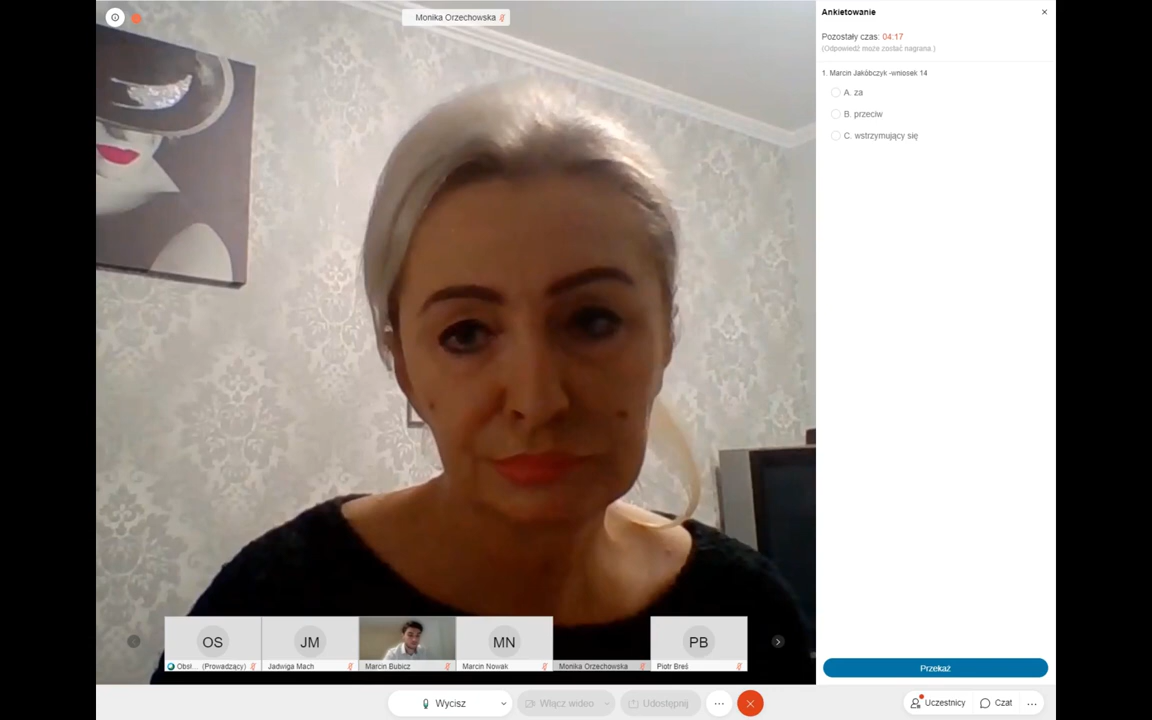 Monika Orzechowska
Ankietowanie
Pozostały czas: 04:17
(Odpowiedź może zostać nagrana.)
1. Marcin Jakóbczyk -wniosek 14
A. za
B. przeciw
C. wstrzymujący się
OS
JM
MN
PB
Obsł... (Prowadzący)
Jadwiga Mach
Marcin Bubicz
Marcin Nowak
Monika Orzechowska
Piotr Breś
Przekaż
Wycisz
Włącz wideo
Udostępnij
Uczestnicy
Czat